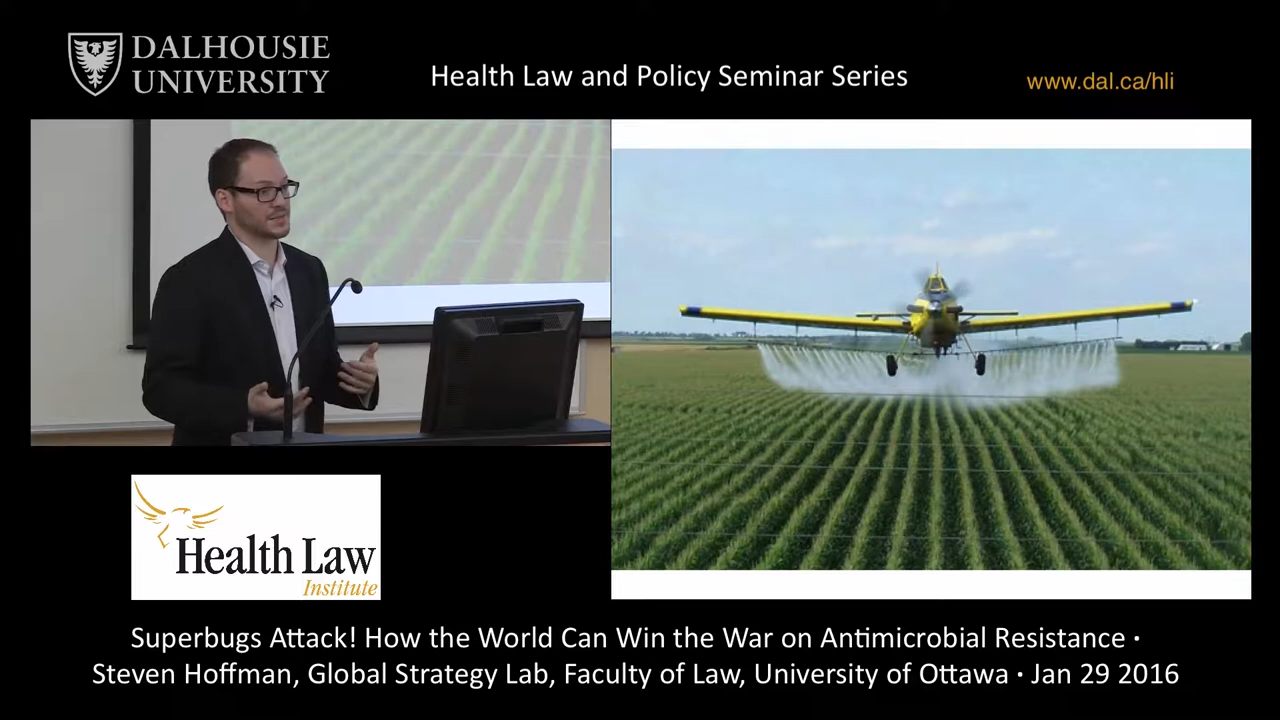 DALHOUSIE
UNIVERSITY
Health Law and Policy Seminar Series
www.dal.ca/hli
Health Law
Institute
Superbugs Attack! How the World Can Win the War on Antimicrobial Resistance •
Steven Hoffman, Global Strategy Lab, Faculty of Law, University of Ottawa • Jan 29 2016